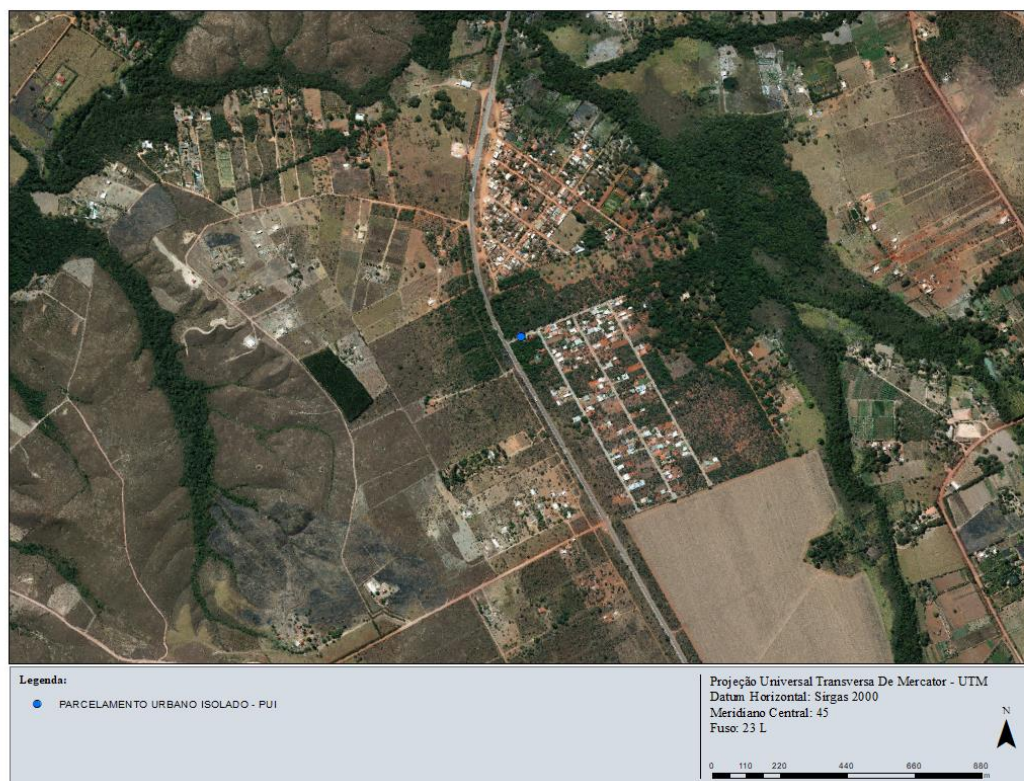 Legenda:
PARCELAMENTO URBANO ISOLADO - PUI
Projeção Universal Transversa De Mercator - UTM
Datum Horizontal: Sirgas 2000
Meridiano Central: 45
Fuso: 23 L
N
0 110 220 440 660 880
m